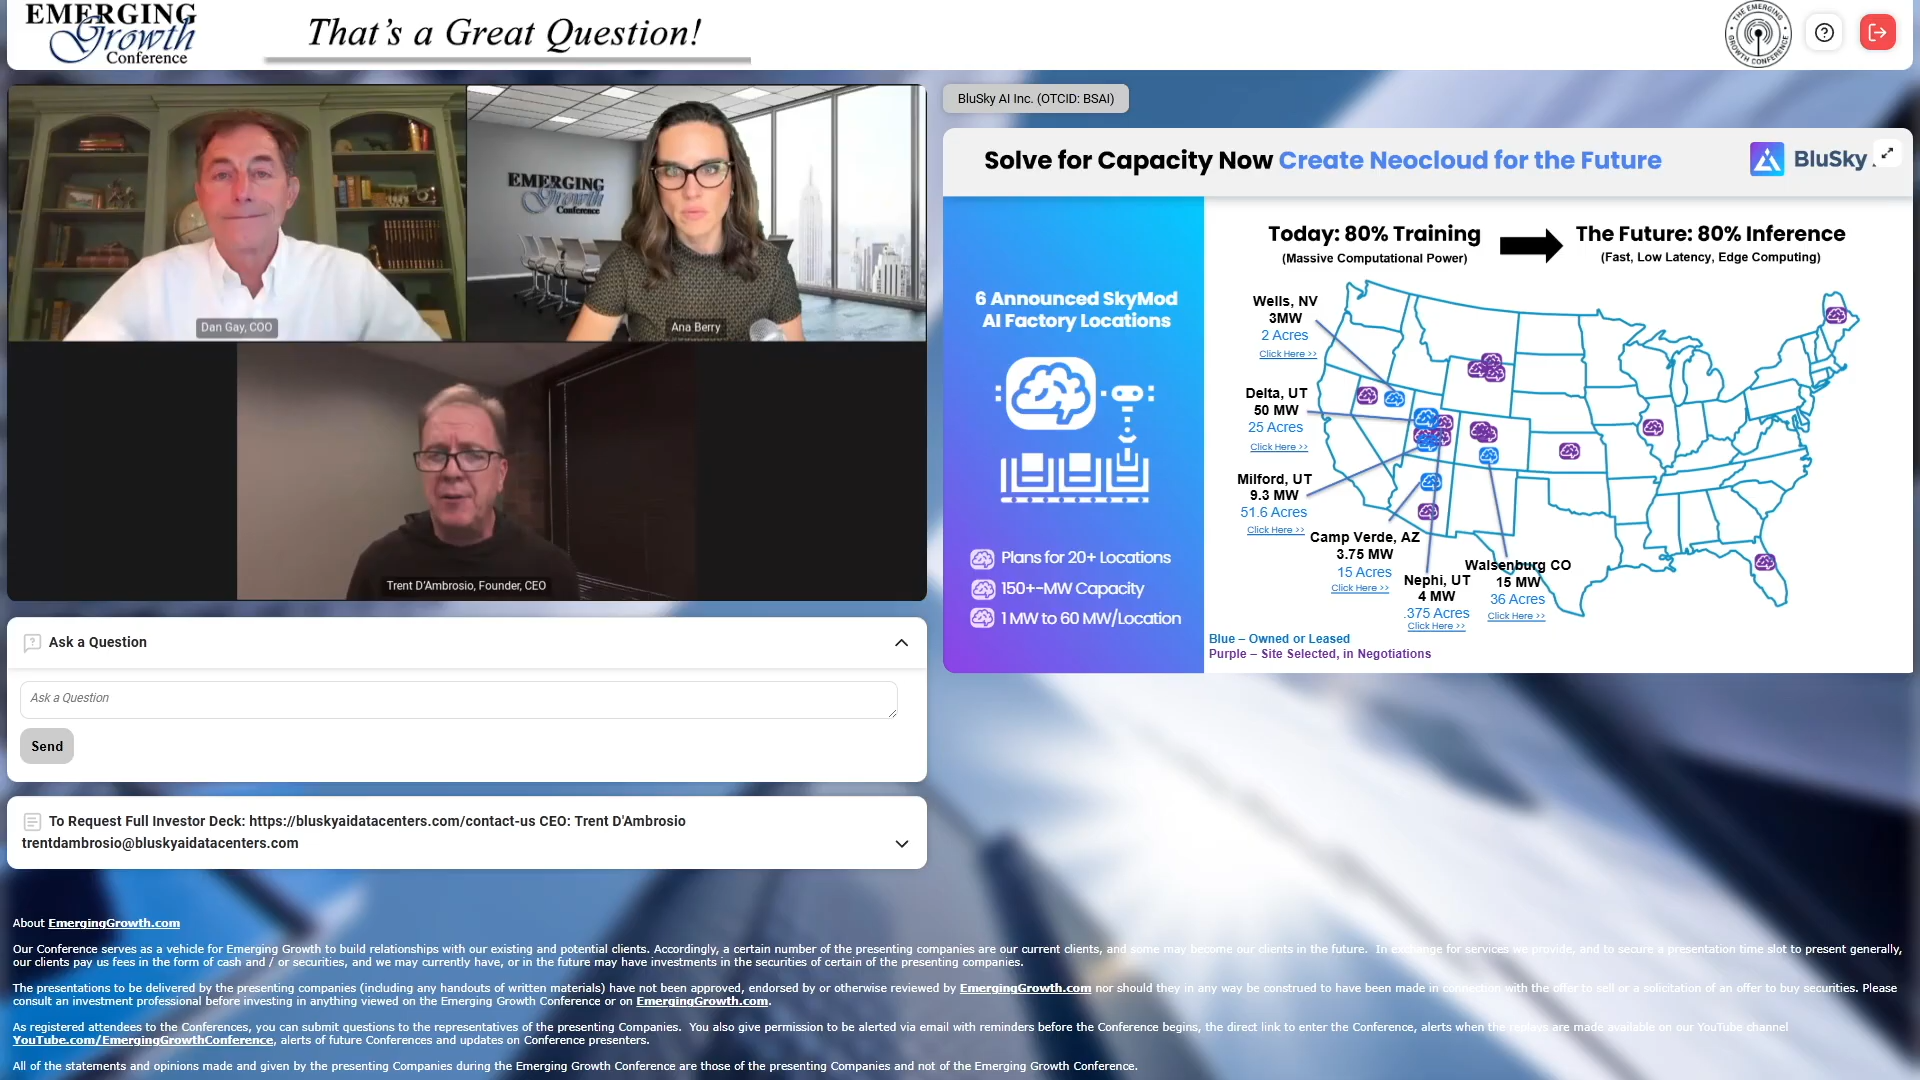 EMERGING
Growth
Conference
That's a Great Question!
THE EMERGING
GROWTH CONFERENCE
BluSky AI Inc. (OTCID: BSAI)
EMERGING
Growth
Conference
Dan Gay, COO
Ana Berry
Trent D'Ambrosio, Founder, CEO
Solve for Capacity Now Create Neocloud for the Future
BluSky
6 Announced SkyMod
AI Factory Locations
Plans for 20+ Locations
150+-MW Capacity
1 MW to 60 MW/Location
Today: 80% Training
(Massive Computational Power)
The Future: 80% Inference
(Fast, Low Latency, Edge Computing)
Wells, NV
3MW
2 Acres
Click Here >>
Delta, UT
50 MW
25 Acres
Click Here >>
Milford, UT
9.3 MW
51.6 Acres
Click Here >>
Camp Verde, AZ
3.75 MW
15 Acres
Click Here >>
Nephi, UT
4 MW
.375 Acres
Click Here >>
Walsenburg CO
15 MW
36 Acres
Click Here >>
Blue – Owned or Leased
Purple – Site Selected, in Negotiations
Ask a Question
Ask a Question
Send
To Request Full Investor Deck: https://bluskyaidatacenters.com/contact-us CEO: Trent D'Ambrosio
trentdambrosio@bluskyaidatacenters.com
About EmergingGrowth.com
Our Conference serves as a vehicle for Emerging Growth to build relationships with our existing and potential clients. Accordingly, a certain number of the presenting companies are our current clients, and some may become our clients in the future. In exchange for services we provide, and to secure a presentation time slot to present generally,
our clients pay us fees in the form of cash and / or securities, and we may currently have, or in the future may have investments in the securities of certain of the presenting companies.
The presentations to be delivered by the presenting companies (including any handouts of written materials) have not been approved, endorsed by or otherwise reviewed by EmergingGrowth.com nor should they in any way be construed to have been made in connection with the offer to sell or a solicitation of an offer to buy securities. Please
consult an investment professional before investing in anything viewed on the Emerging Growth Conference or on EmergingGrowth.com.
As registered attendees to the Conferences, you can submit questions to the representatives of the presenting Companies. You also give permission to be alerted via email with reminders before the Conference begins, the direct link to enter the Conference, alerts when the replays are made available on our YouTube channel
YouTube.com/EmergingGrowthConference, alerts of future Conferences and updates on Conference presenters.
All of the statements and opinions made and given by the presenting Companies during the Emerging Growth Conference are those of the presenting Companies and not of the Emerging Growth Conference.